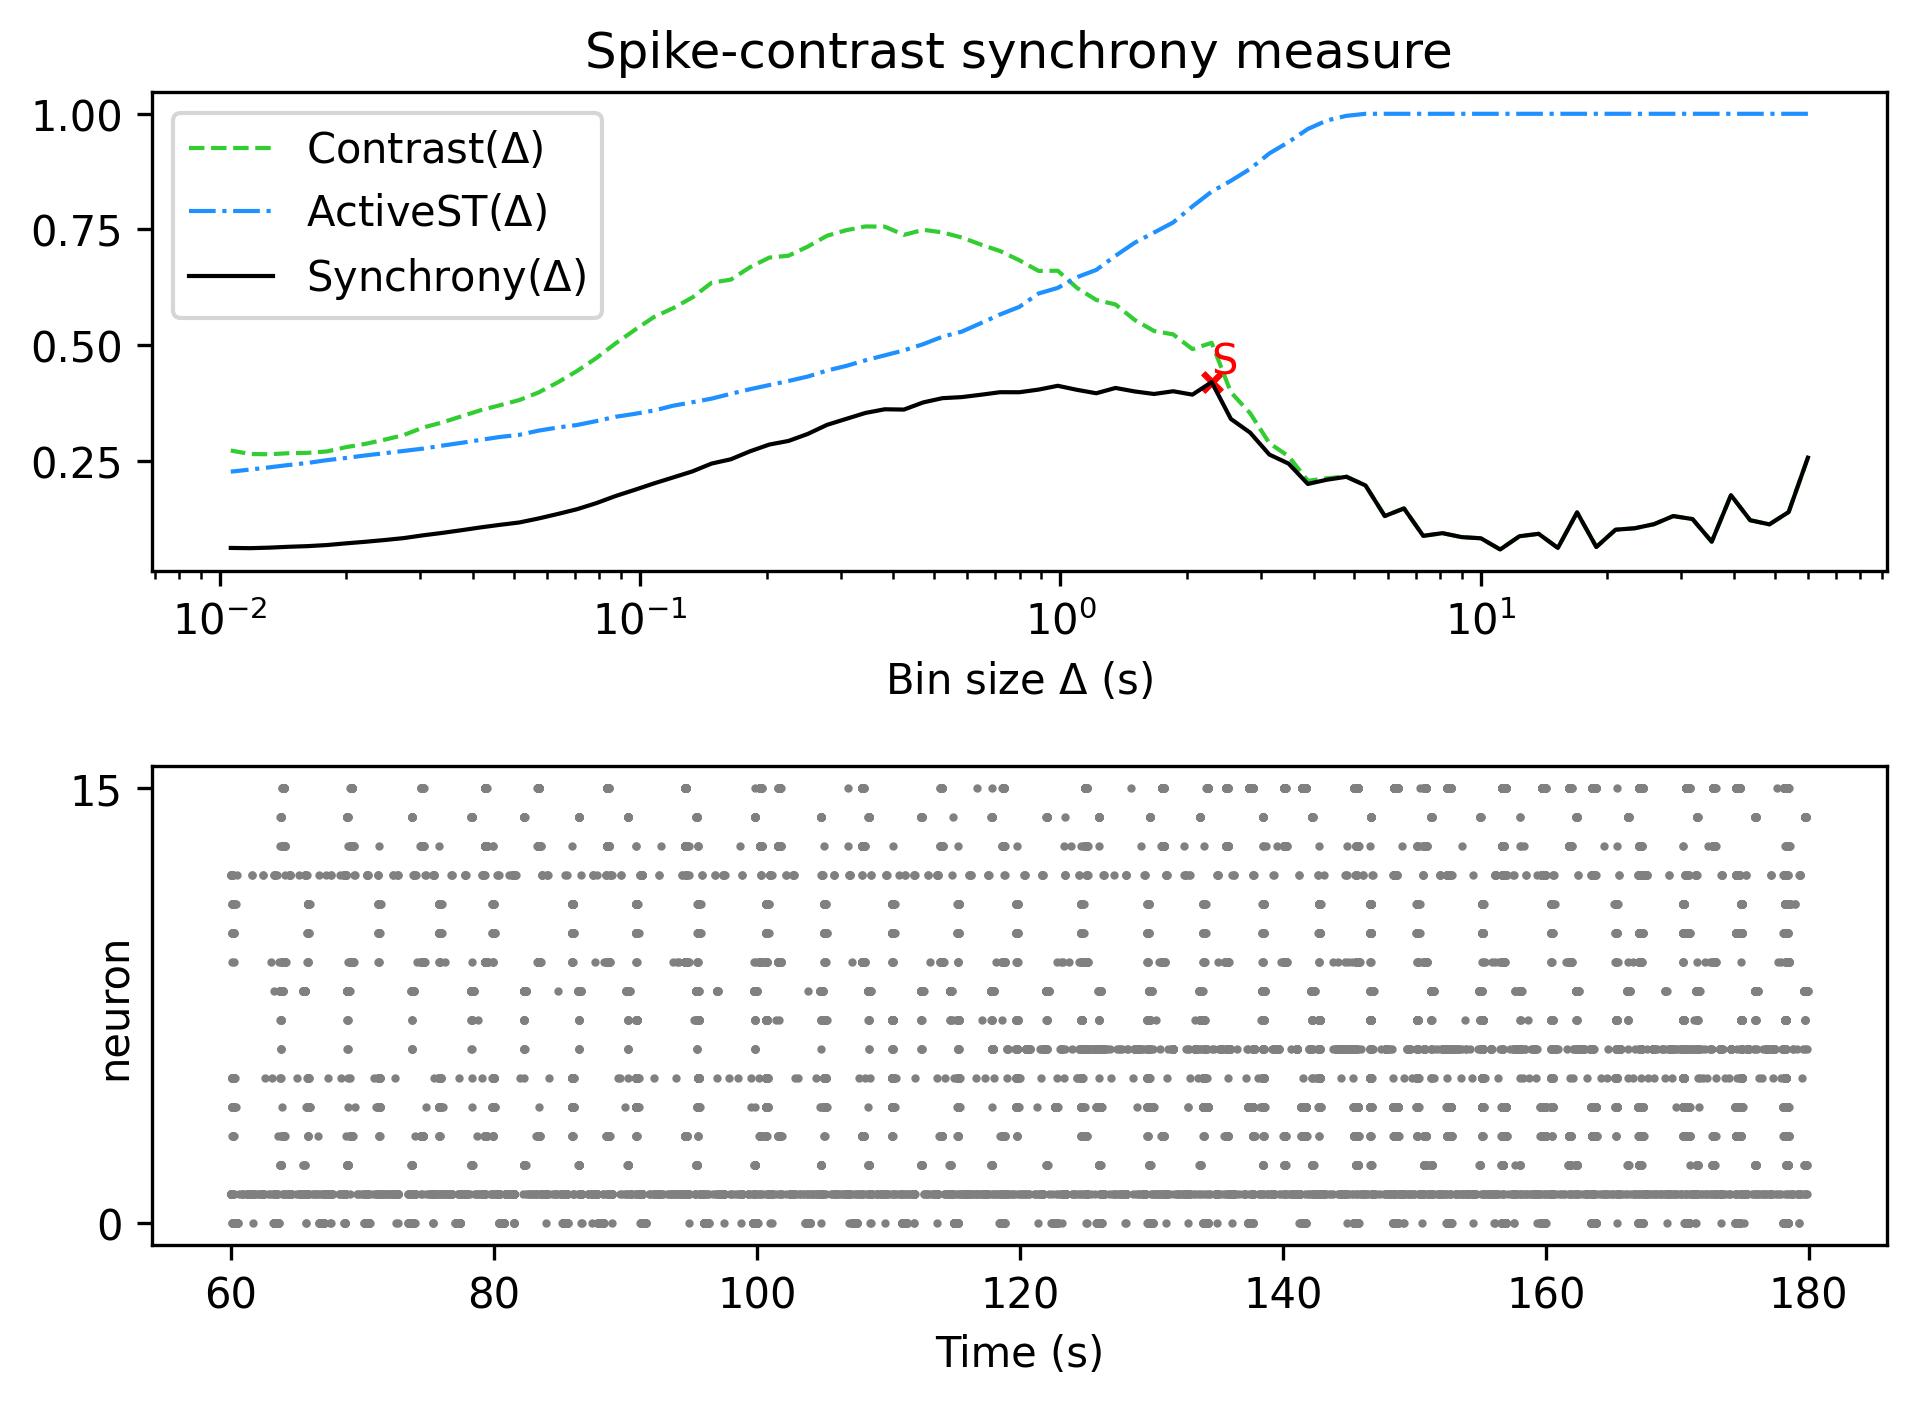 Spike-contrast synchrony measure
1.00
0.75
0.50
0.25
Contrast(Δ)
ActiveST(Δ)
Synchrony(Δ)
S
10⁻² 10⁻¹ 10⁰ 10¹
Bin size Δ (s)
15
0
neuron
60 80 100 120 140 160 180
Time (s)